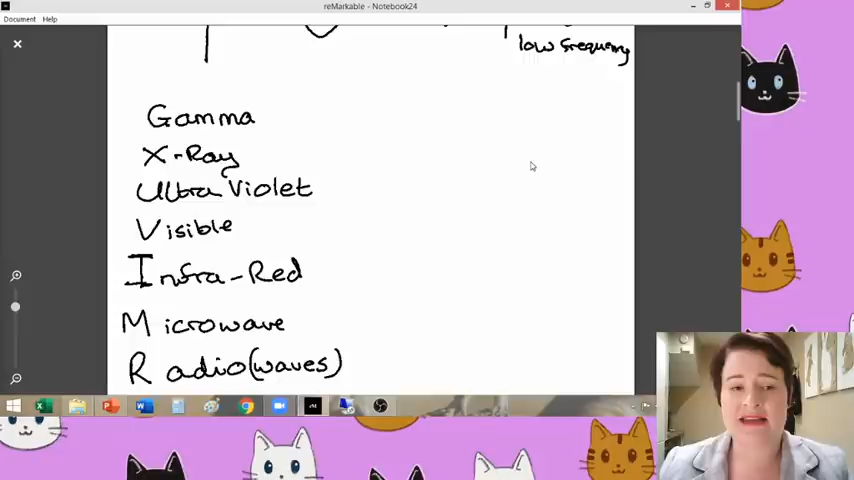 reMarkable - Notebook24
Document Help
low frequency
Gamma
X-Ray
Ultra Violet
Visible
Infra-Red
Microwave
Radio(waves)